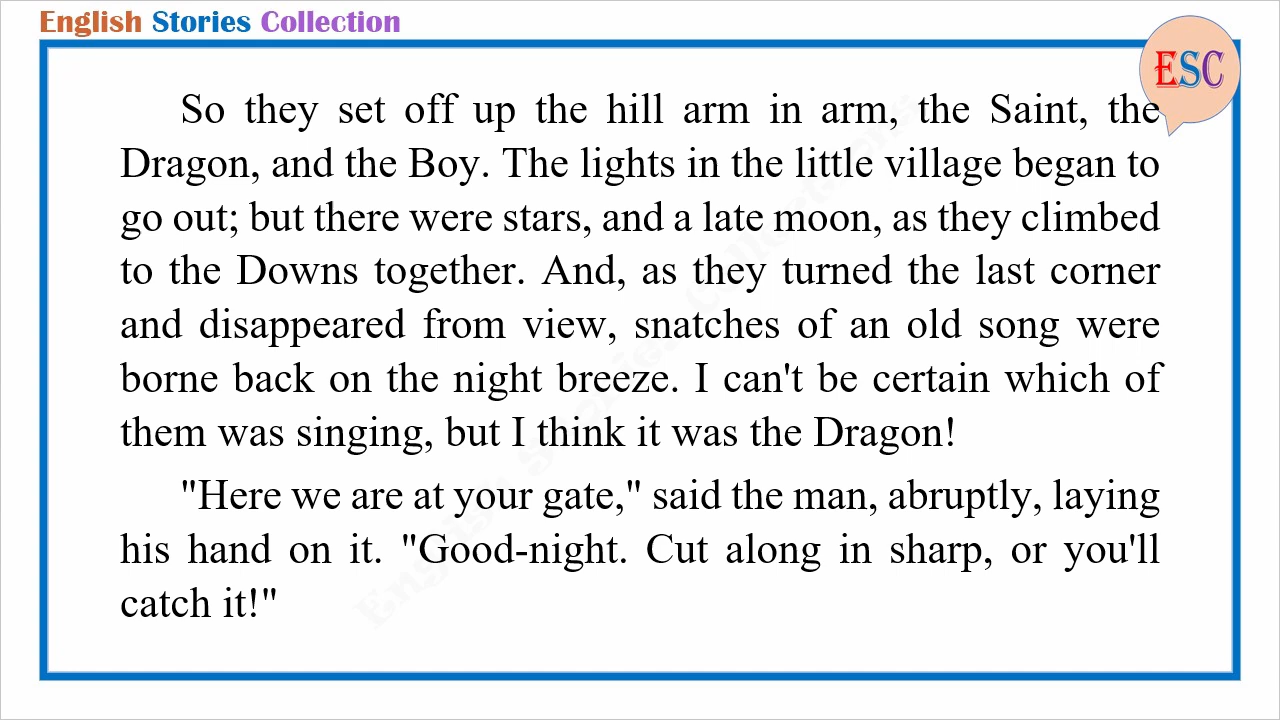 English Stories Collection
ESC
So they set off up the hill arm in arm, the Saint, the
Dragon, and the Boy. The lights in the little village began to
go out; but there were stars, and a late moon, as they climbed
to the Downs together. And, as they turned the last corner
and disappeared from view, snatches of an old song were
borne back on the night breeze. I can't be certain which of
them was singing, but I think it was the Dragon!
"Here we are at your gate," said the man, abruptly, laying
his hand on it. "Good-night. Cut along in sharp, or you'll
catch it!"
English Stories Collections